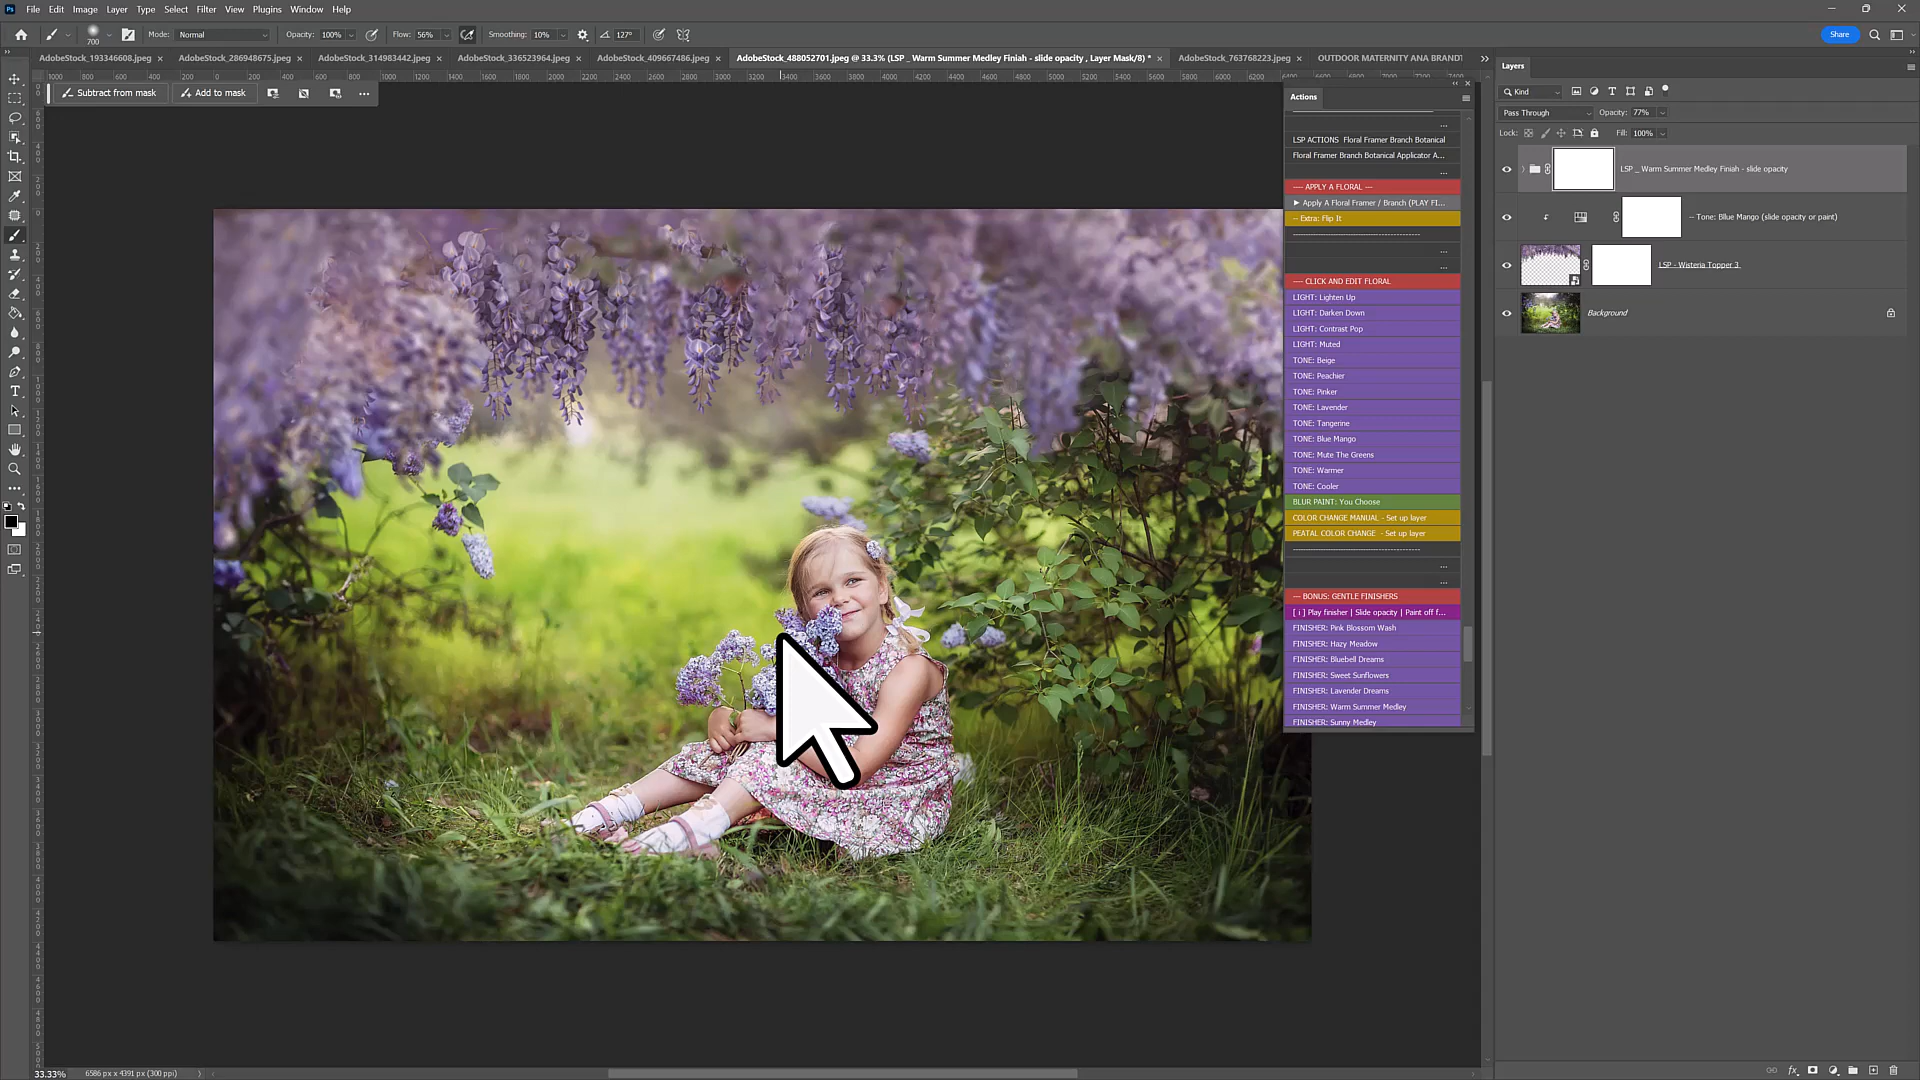 File Edit Image Layer Type Select Filter View Plugins Window Help
700 Mode: Normal Opacity: 100% Flow: 56% Smoothing: 10% 127° Share
AdobeStock_193346608.jpeg × AdobeStock_286948675.jpeg × AdobeStock_314983442.jpeg × AdobeStock_336523964.jpeg × AdobeStock_409667486.jpeg × AdobeStock_488052701.jpeg @ 33.3% (LSP _ Warm Summer Medley Finiah - slide opacity , Layer Mask/8) * × AdobeStock_763768223.jpeg × OUTDOOR MATERNITY ANA BRANDT
Subtract from mask Add to mask ...
Actions
...
LSP ACTIONS Floral Framer Branch Botanical
Floral Framer Branch Botanical Applicator A...
...
---- APPLY A FLORAL ---
Apply A Floral Framer / Branch (PLAY FI...
-- Extra: Flip It
...
...
---- CLICK AND EDIT FLORAL
LIGHT: Lighten Up
LIGHT: Darken Down
LIGHT: Contrast Pop
LIGHT: Muted
TONE: Beige
TONE: Peachier
TONE: Pinker
TONE: Lavender
TONE: Tangerine
TONE: Blue Mango
TONE: Mute The Greens
TONE: Warmer
TONE: Cooler
BLUR PAINT: You Choose
COLOR CHANGE MANUAL - Set up layer
PEATAL COLOR CHANGE - Set up layer
...
...
--- BONUS: GENTLE FINISHERS
[ i ] Play finisher | Slide opacity | Paint off f...
FINISHER: Pink Blossom Wash
FINISHER: Hazy Meadow
FINISHER: Bluebell Dreams
FINISHER: Sweet Sunflowers
FINISHER: Lavender Dreams
FINISHER: Warm Summer Medley
FINISHER: Sunny Medley
Layers
Kind
Pass Through Opacity: 77%
Lock: Fill: 100%
LSP _ Warm Summer Medley Finiah - slide opacity
-- Tone: Bllue Mango (slide opacity or paint)
LSP - Wisteria Topper 3
Background
33.33% 6586 px x 4391 px (300 ppi)